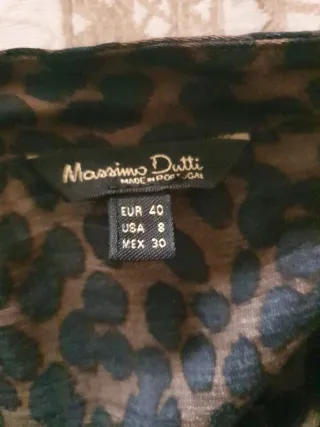 Massimo Dutti
MADE IN PORTUGAL
EUR 40
USA 8
MEX 30